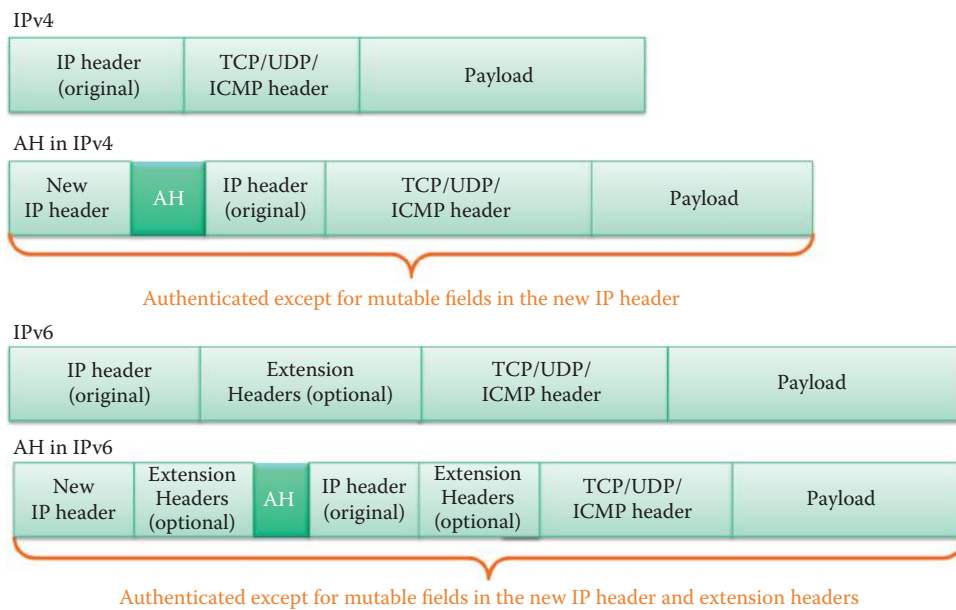 IPv4
IP header
(original)
TCP/UDP/
ICMP header
Payload
AH in IPv4
New
IP header
AH
IP header
(original)
TCP/UDP/
ICMP header
Payload
Authenticated except for mutable fields in the new IP header
IPv6
IP header
(original)
Extension
Headers (optional)
TCP/UDP/
ICMP header
Payload
AH in IPv6
New
IP header
Extension
Headers
(optional)
AH
IP header
(original)
Extension
Headers
(optional)
TCP/UDP/
ICMP header
Payload
Authenticated except for mutable fields in the new IP header and extension headers